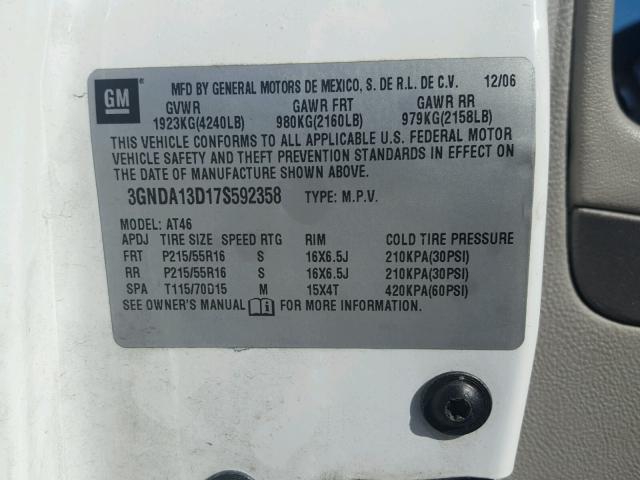 GM
MFD BY GENERAL MOTORS DE MEXICO, S. DE R.L. DE C.V. 12/06
GVWR GAWR FRT GAWR RR
1923KG(4240LB) 980KG(2160LB) 979KG(2158LB)
THIS VEHICLE CONFORMS TO ALL APPLICABLE U.S. FEDERAL MOTOR
VEHICLE SAFETY AND THEFT PREVENTION STANDARDS IN EFFECT ON
THE DATE OF MANUFACTURE SHOWN ABOVE.
3GNDA13D17S592358 TYPE: M.P.V.
MODEL: AT46
APDJ TIRE SIZE SPEED RTG RIM COLD TIRE PRESSURE
FRT P215/55R16 S 16X6.5J 210KPA(30PSI)
RR P215/55R16 S 16X6.5J 210KPA(30PSI)
SPA T115/70D15 M 15X4T 420KPA(60PSI)
SEE OWNER'S MANUAL FOR MORE INFORMATION.